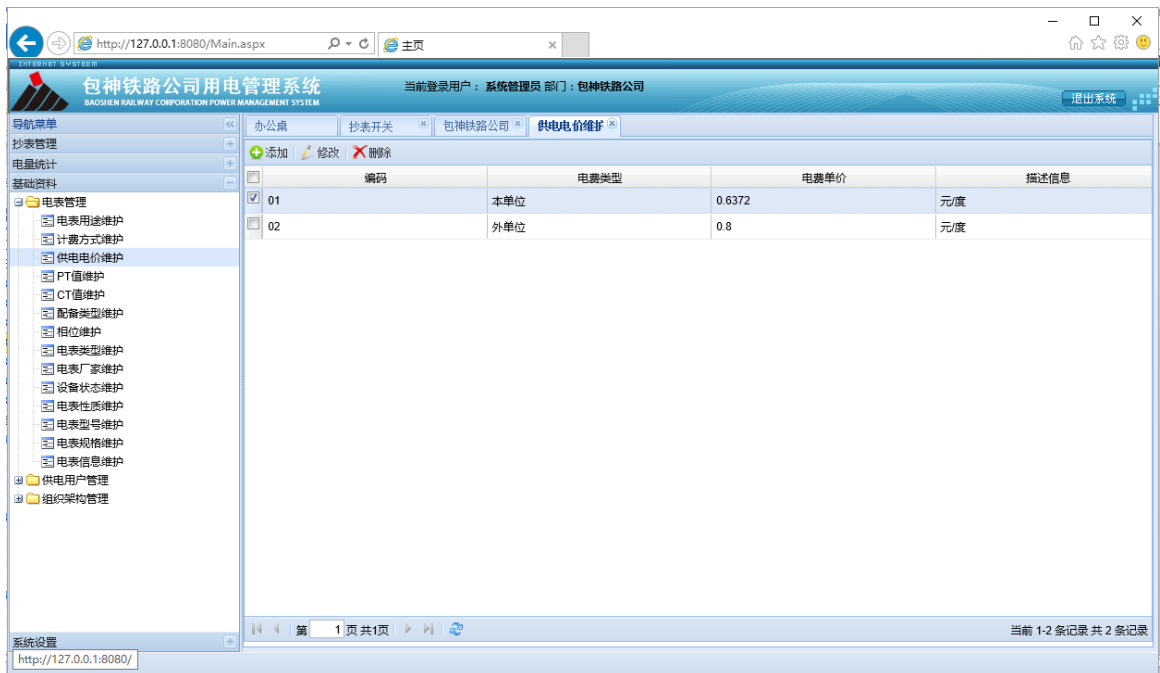 http://127.0.0.1:8080/Main.aspx
主页
INTERNET SYSTEEM
包神铁路公司用电管理系统
BAOSHEN RAILWAY CORPORATION POWER MANAGEMENT SYSTEM
当前登录用户： 系统管理员 部门：包神铁路公司
退出系统
导航菜单
抄表管理
电量统计
基础资料
电表管理
电表用途维护
计费方式维护
供电电价维护
PT值维护
CT值维护
配备类型维护
相位维护
电表类型维护
电表厂家维护
设备状态维护
电表性质维护
电表型号维护
电表规格维护
电表信息维护
供电用户管理
组织架构管理
系统设置
http://127.0.0.1:8080/
办公桌 抄表开关 包神铁路公司 供电电价维护
添加 修改 删除
编码 电费类型 电费单价 描述信息
01 本单位 0.6372 元/度
02 外单位 0.8 元/度
第 1 页 共1页
当前 1-2 条记录 共 2 条记录